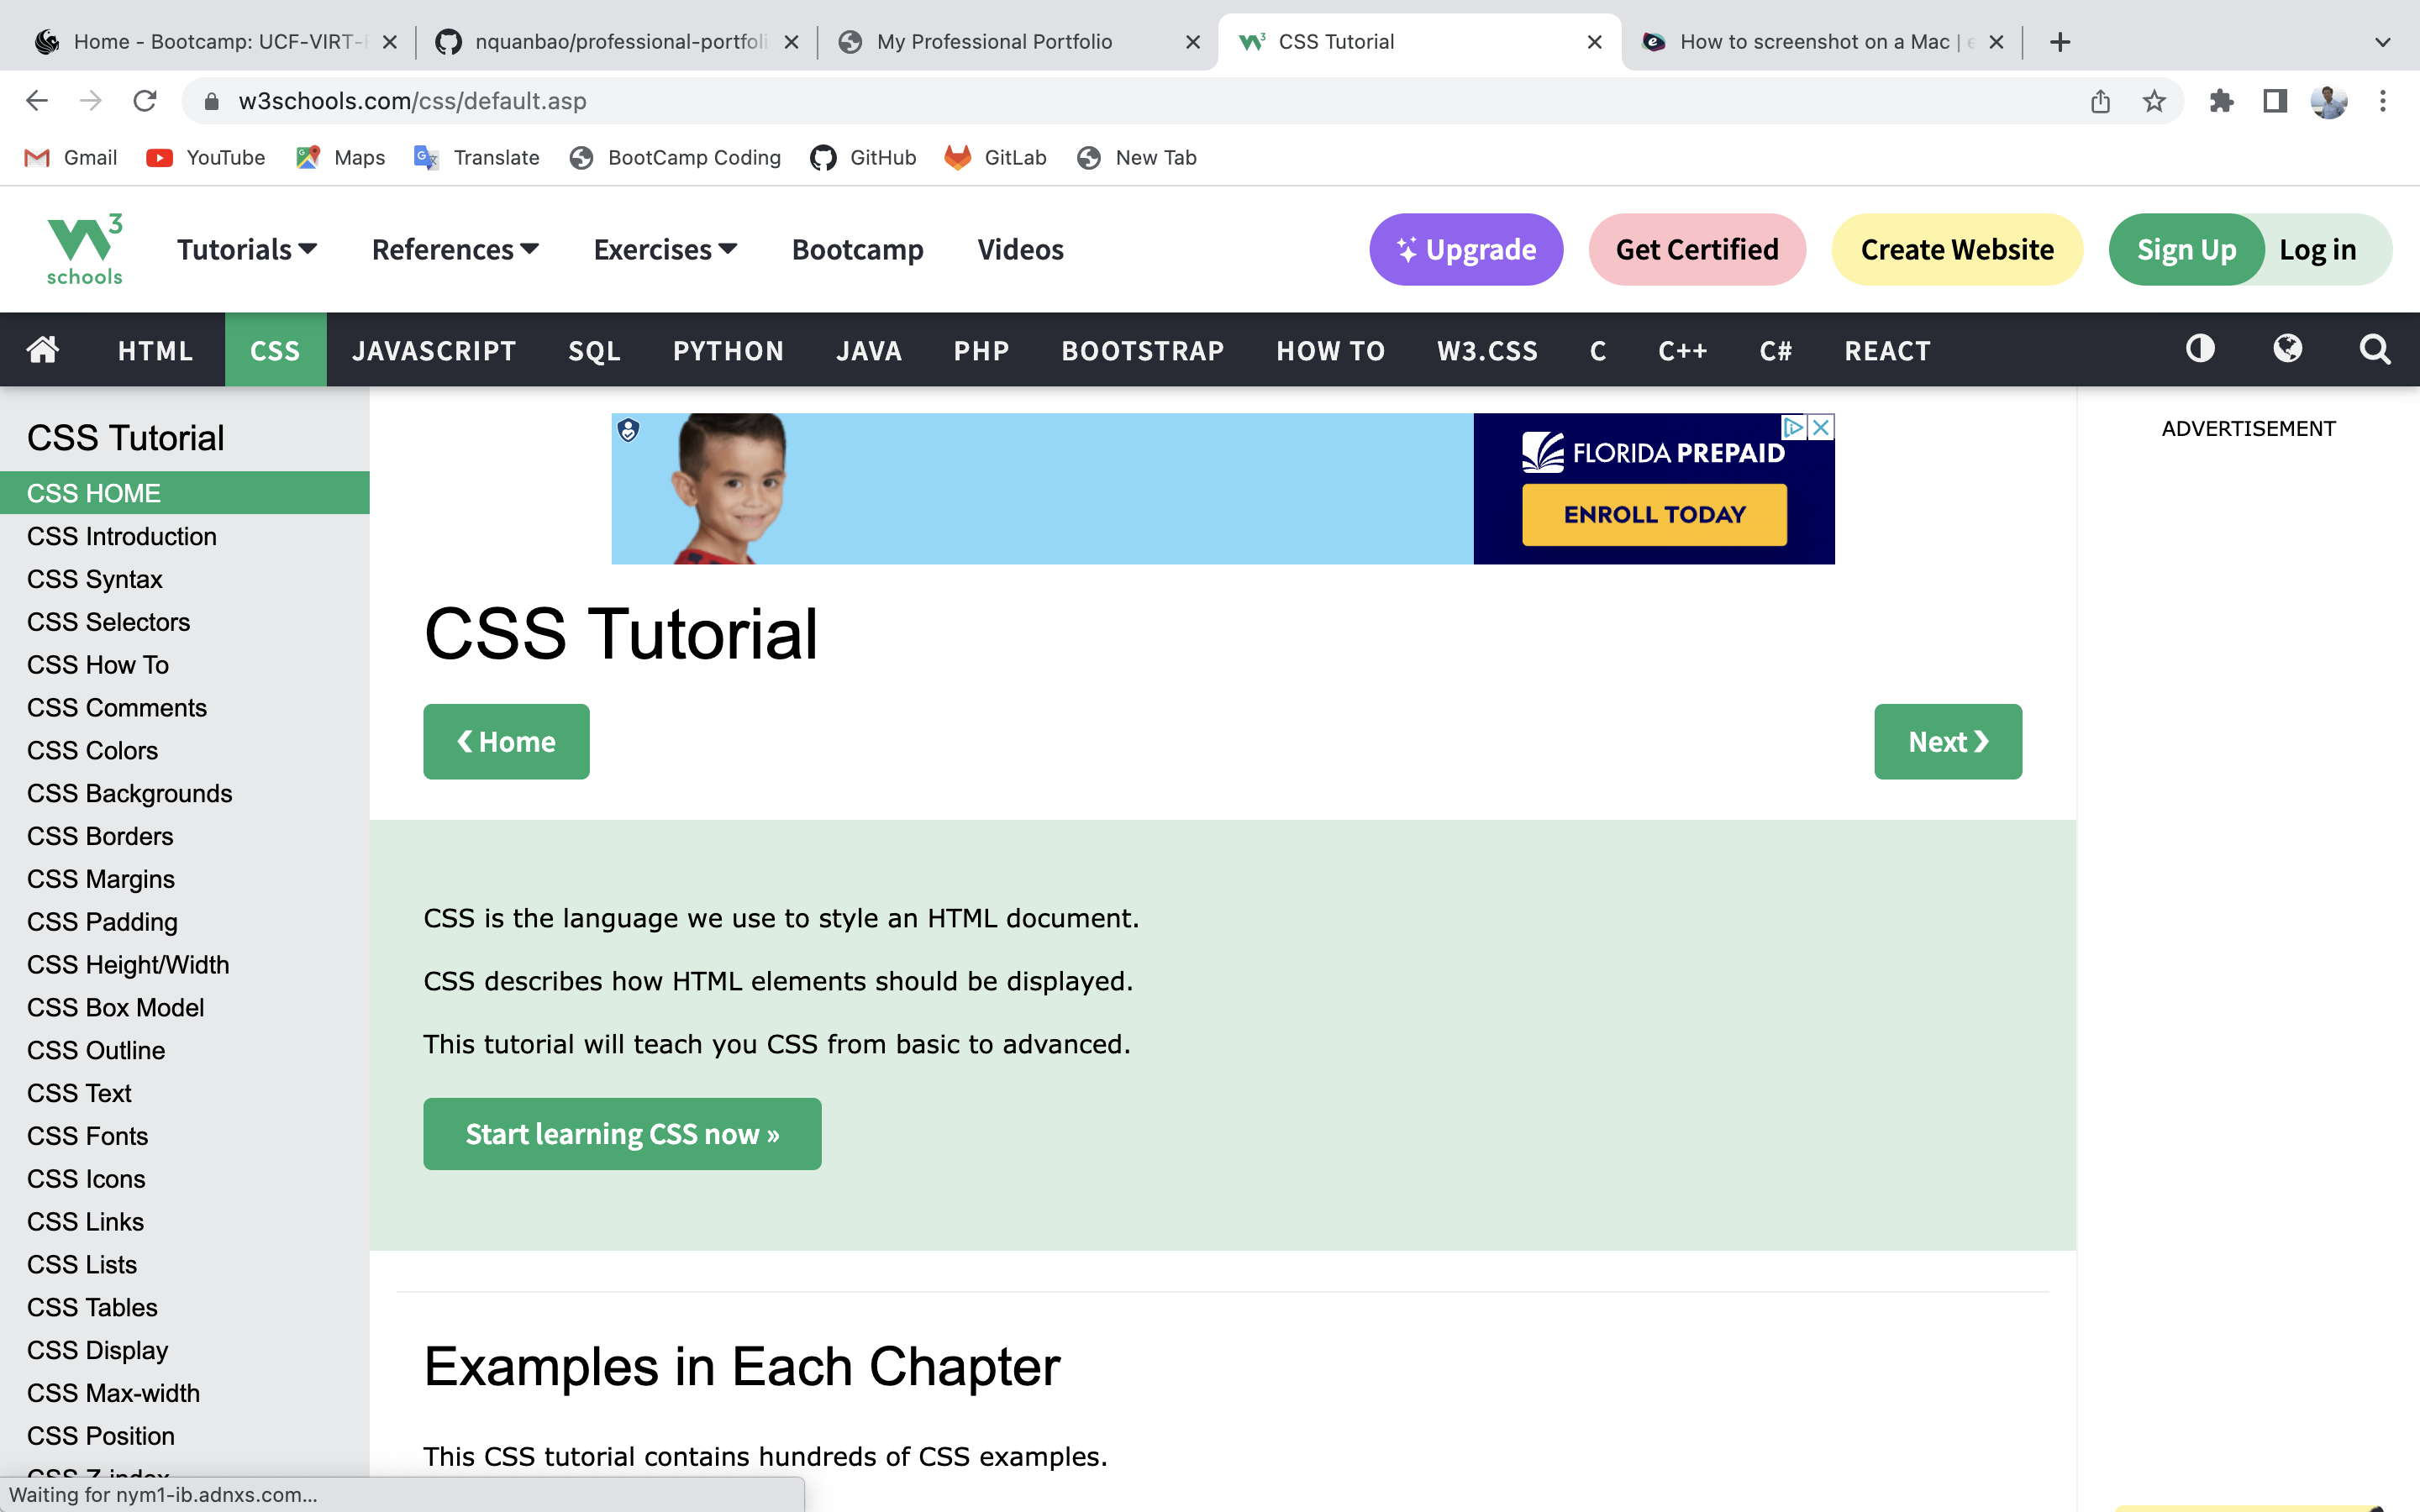 Home - Bootcamp: UCF-VIRT-
nquanbao/professional-portfoli
My Professional Portfolio
CSS Tutorial
How to screenshot on a Mac |
w3schools.com/css/default.asp
Gmail
YouTube
Maps
Translate
BootCamp Coding
GitHub
GitLab
New Tab
w3 schools
Tutorials
References
Exercises
Bootcamp
Videos
Upgrade
Get Certified
Create Website
Sign Up
Log in
HTML
CSS
JAVASCRIPT
SQL
PYTHON
JAVA
PHP
BOOTSTRAP
HOW TO
W3.CSS
C
C++
C#
REACT
CSS Tutorial
CSS HOME
CSS Introduction
CSS Syntax
CSS Selectors
CSS How To
CSS Comments
CSS Colors
CSS Backgrounds
CSS Borders
CSS Margins
CSS Padding
CSS Height/Width
CSS Box Model
CSS Outline
CSS Text
CSS Fonts
CSS Icons
CSS Links
CSS Lists
CSS Tables
CSS Display
CSS Max-width
CSS Position
CSS Z-index
Waiting for nym1-ib.adnxs.com...
FLORIDA PREPAID
ENROLL TODAY
CSS Tutorial
❮ Home
Next ❯
CSS is the language we use to style an HTML document.
CSS describes how HTML elements should be displayed.
This tutorial will teach you CSS from basic to advanced.
Start learning CSS now »
Examples in Each Chapter
This CSS tutorial contains hundreds of CSS examples.
ADVERTISEMENT